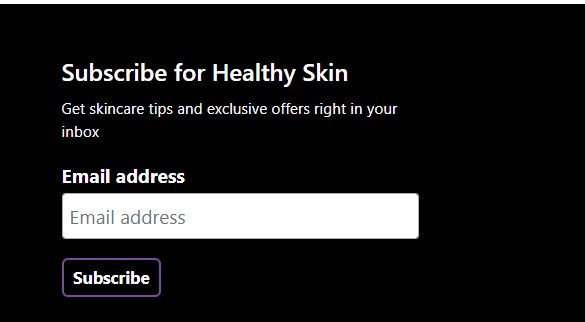 Subscribe for Healthy Skin
Get skincare tips and exclusive offers right in your
inbox
Email address
Email address
Subscribe